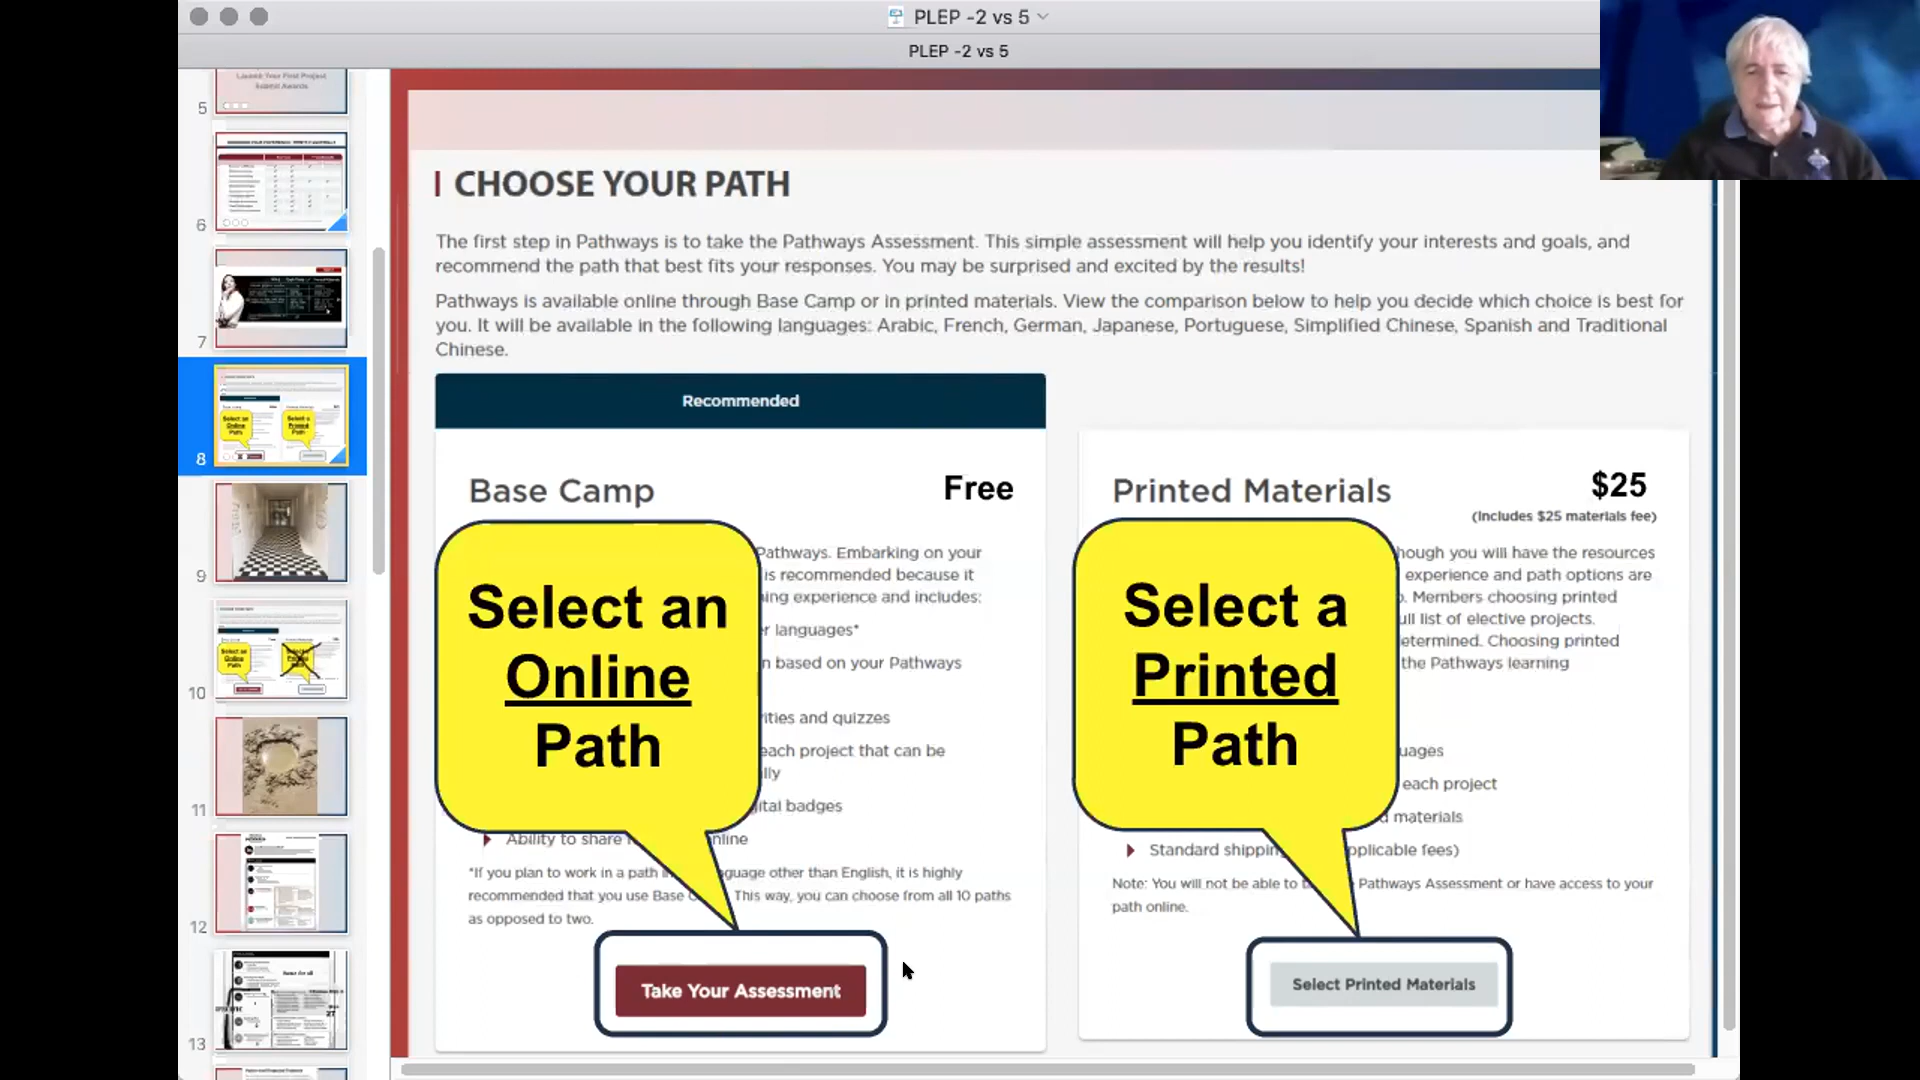 PLEP -2 vs 5
PLEP -2 vs 5
5
6
7
8
9
10
11
12
13
Select an
Online
Path
Select a
Printed
Path
CHOOSE YOUR PATH
The first step in Pathways is to take the Pathways Assessment. This simple assessment will help you identify your interests and goals, and
recommend the path that best fits your responses. You may be surprised and excited by the results!
Pathways is available online through Base Camp or in printed materials. View the comparison below to help you decide which choice is best for
you. It will be available in the following languages: Arabic, French, German, Japanese, Portuguese, Simplified Chinese, Spanish and Traditional
Chinese.
Recommended
Base Camp
Free
Pathways. Embarking on your
is recommended because it
ing experience and includes:
r languages*
n based on your Pathways
ities and quizzes
each project that can be
lly
ital badges
Ability to share nline
*If you plan to work in a path in guage other than English, it is highly
recommended that you use Base C This way, you can choose from all 10 paths
as opposed to two.
Select an
Online
Path
Take Your Assessment
Printed Materials
$25
(Includes $25 materials fee)
hough you will have the resources
experience and path options are
. Members choosing printed
ull list of elective projects.
etermined. Choosing printed
the Pathways learning
uages
each project
d materials
Standard shipping pplicable fees)
Note: You will not be able to Pathways Assessment or have access to your
path online.
Select a
Printed
Path
Select Printed Materials